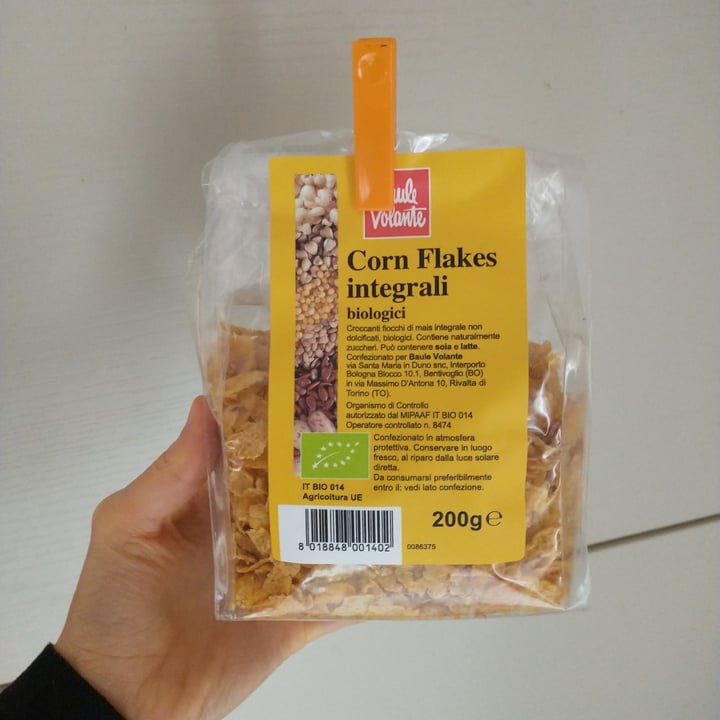 Volante
Corn Flakes
integrali
biologici
Croccanti fiocchi di mais integrale non
dolcificati, biologici. Contiene naturalmente
zuccheri. Può contenere soia e latte.
Confezionato per Baule Volante
via Santa Maria in Duno snc, Interporto
Bologna Blocco 10.1, Bentivoglio (BO)
in via Massimo D'Antona 10, Rivalta di
Torino (TO).
Organismo di Controllo
autorizzato dal MIPAAF IT BIO 014
Operatore controllato n. 8474
Confezionato in atmosfera
protettiva. Conservare in luogo
fresco, al riparo dalla luce solare
diretta.
Da consumarsi preferibilmente
entro il: vedi lato confezione.
IT BIO 014
Agricoltura UE
200g e
8 018848 001402
0086375